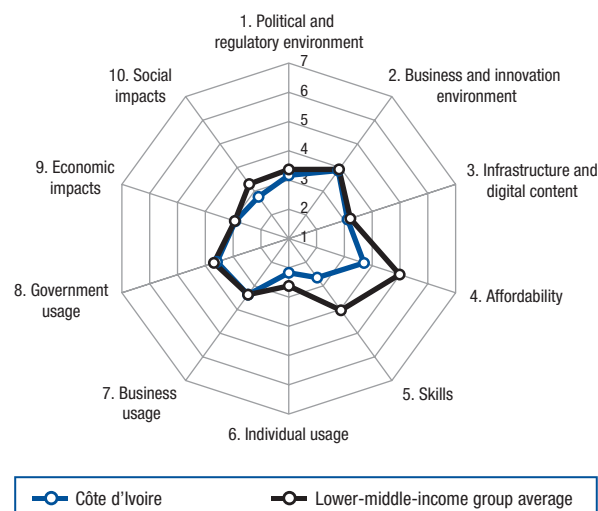 1. Political and
regulatory environment
2. Business and innovation
environment
3. Infrastructure and
digital content
4. Affordability
5. Skills
6. Individual usage
7. Business
usage
8. Government
usage
9. Economic
impacts
10. Social
impacts
7
6
5
4
3
2
1
Côte d'Ivoire
Lower-middle-income group average